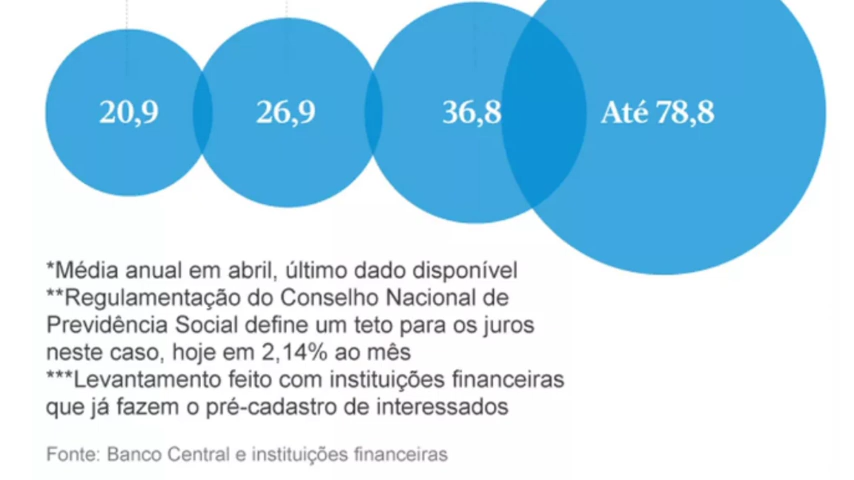 20,9 26,9 36,8 Até 78,8
*Média anual em abril, último dado disponível
**Regulamentação do Conselho Nacional de
Previdência Social define um teto para os juros
neste caso, hoje em 2,14% ao mês
***Levantamento feito com instituições financeiras
que já fazem o pré-cadastro de interessados
Fonte: Banco Central e instituições financeiras